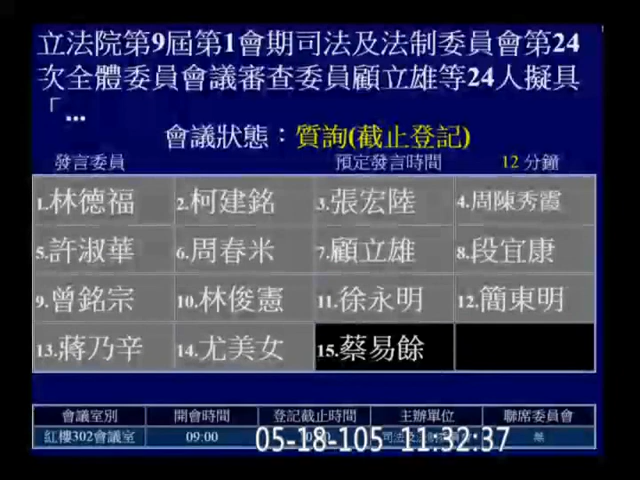 立法院第9屆第1會期司法及法制委員會第24
次全體委員會議審查委員顧立雄等24人擬具
「...
會議狀態：質詢(截止登記)
發言委員 預定發言時間 12 分鐘
1.林德福 2.柯建銘 3.張宏陸 4.周陳秀霞
5.許淑華 6.周春米 7.顧立雄 8.段宜康
9.曾銘宗 10.林俊憲 11.徐永明 12.簡東明
13.蔣乃辛 14.尤美女 15.蔡易餘
會議室別 開會時間 登記截止時間 主辦單位 聯席委員會
紅樓302會議室 09:00 無
05-18-105 11:32:37